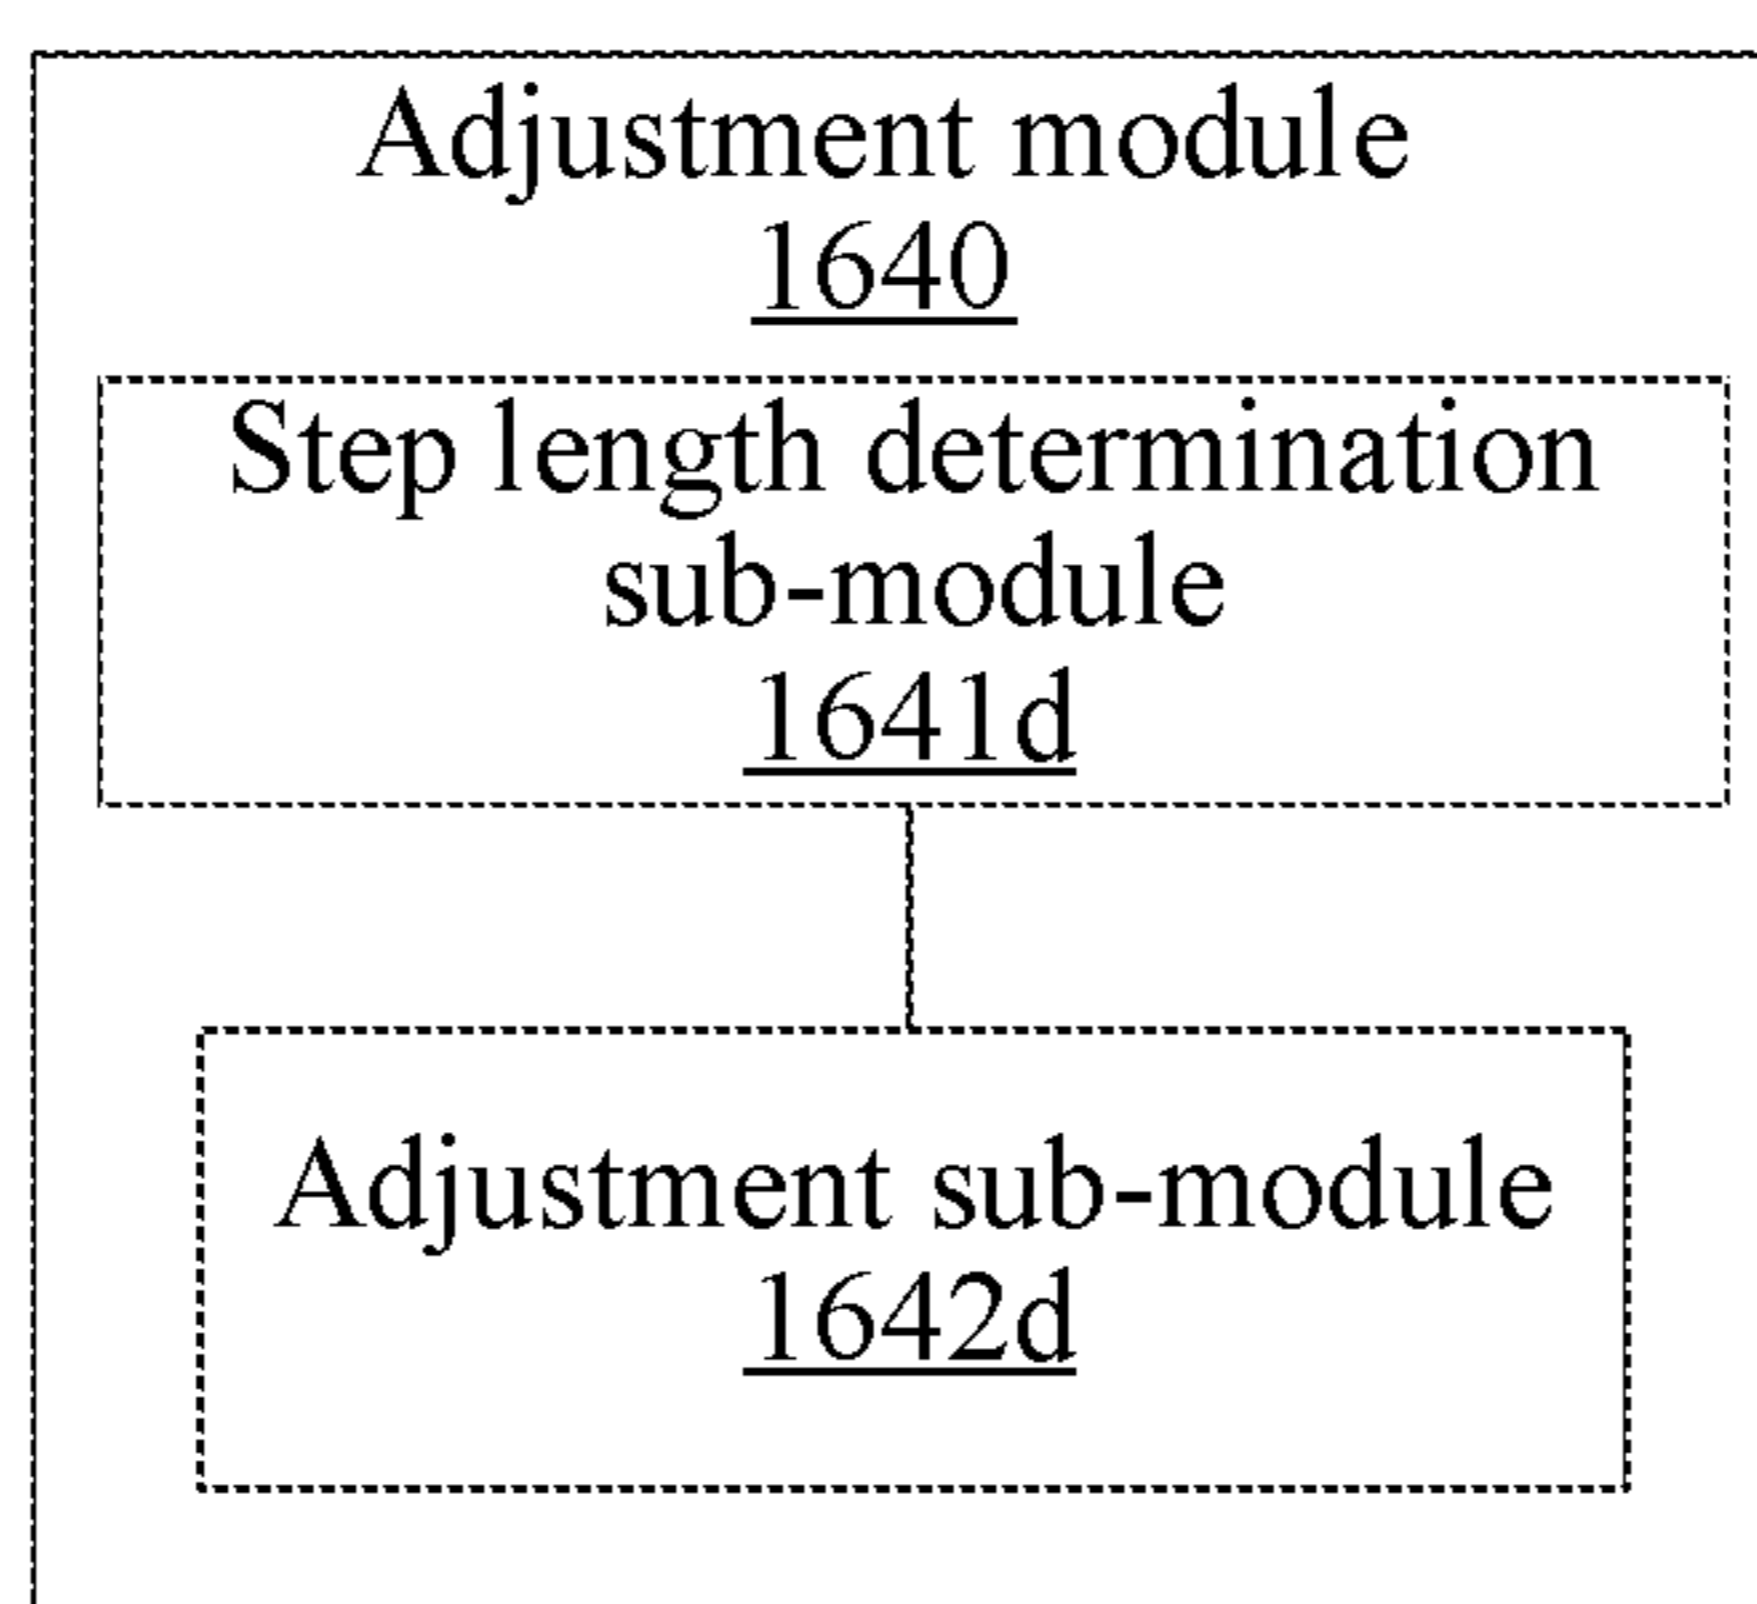 Adjustment module
1640
Step length determination
sub-module
1641d
Adjustment sub-module
1642d